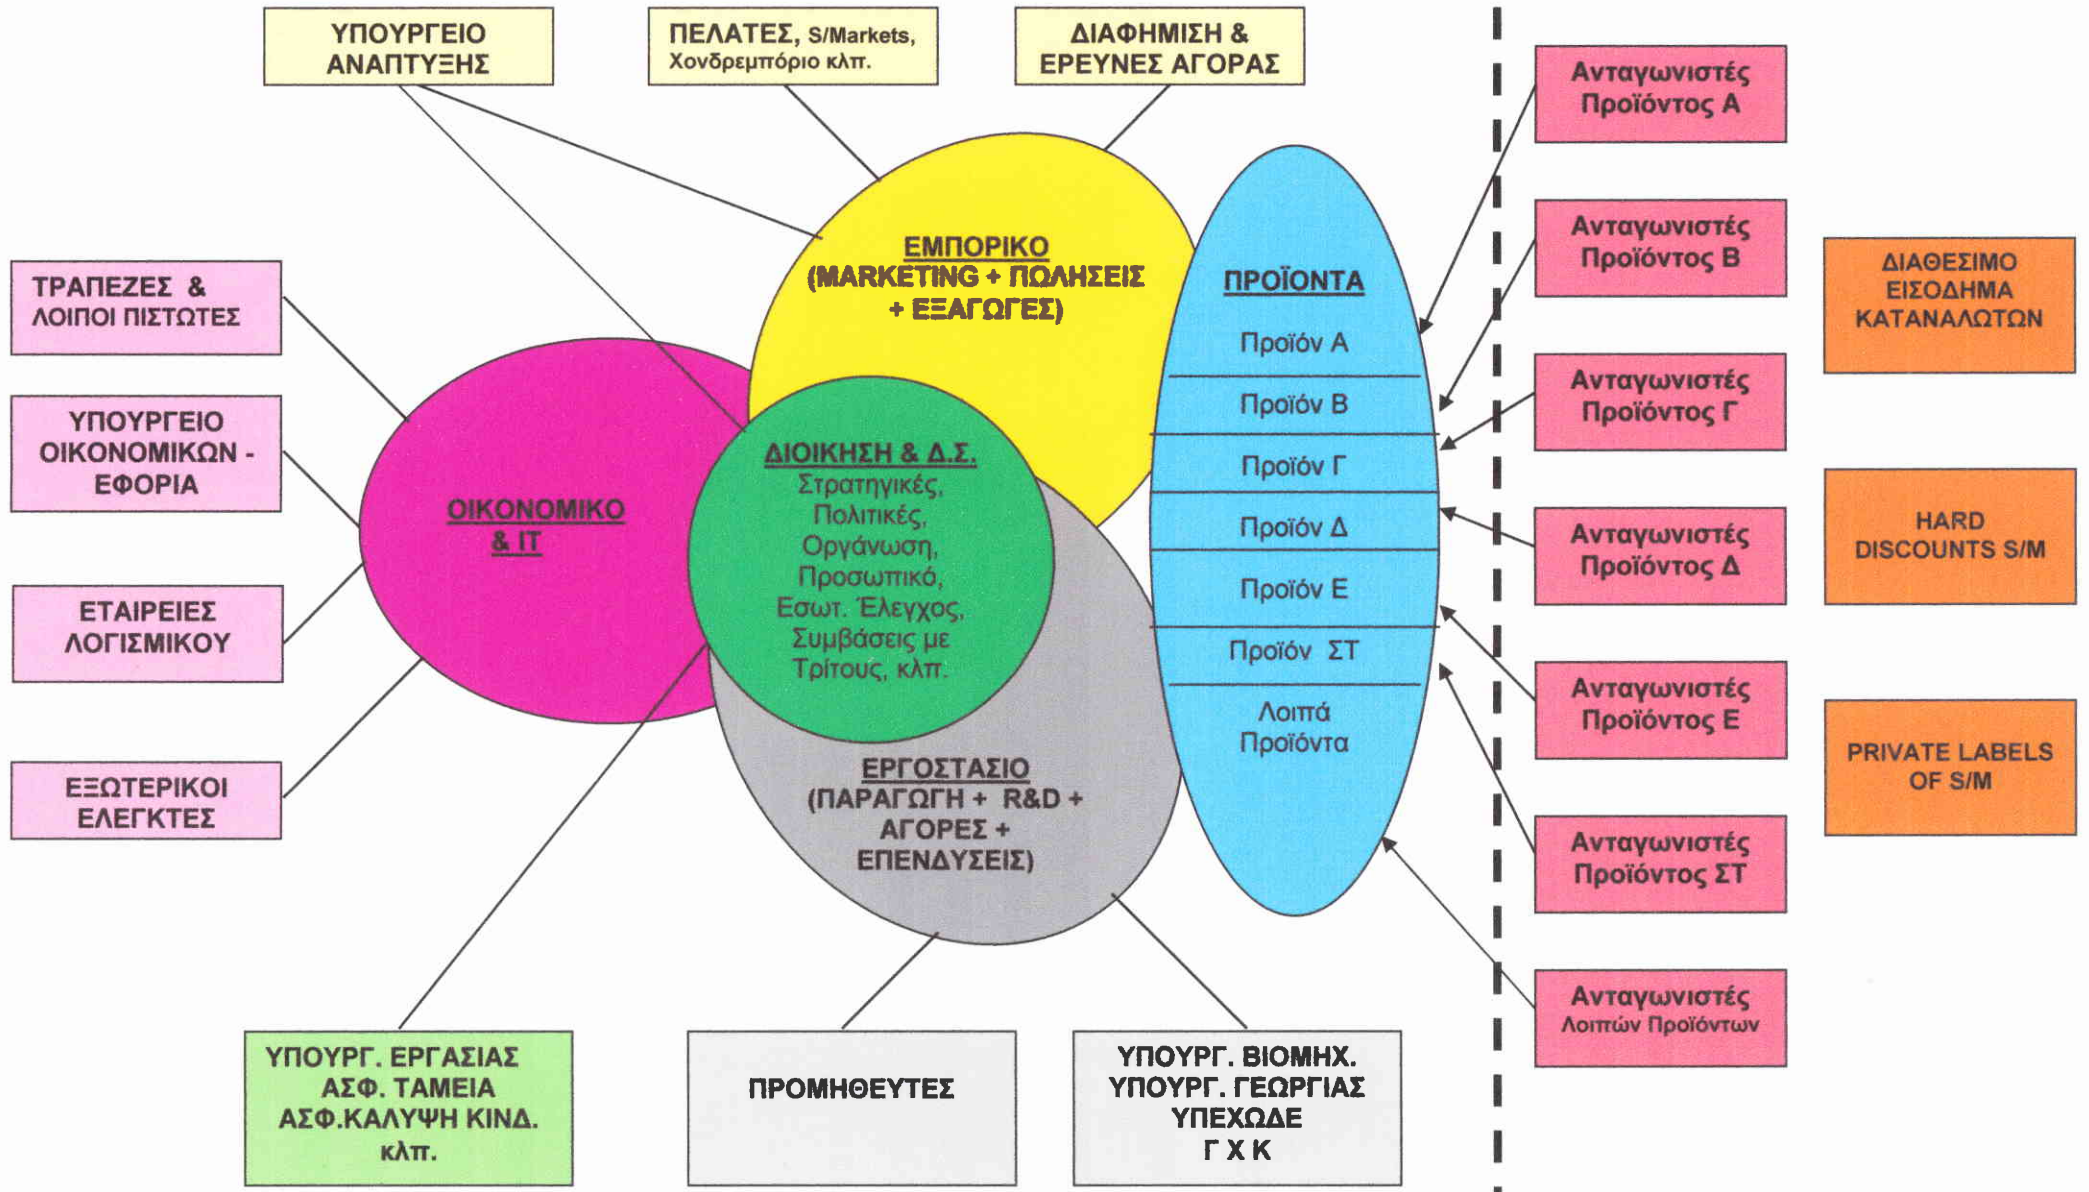 ΥΠΟΥΡΓΕΙΟ
ΑΝΑΠΤΥΞΗΣ
ΠΕΛΑΤΕΣ, S/Markets,
Χονδρεμπόριο κλπ.
ΔΙΑΦΗΜΙΣΗ &
ΕΡΕΥΝΕΣ ΑΓΟΡΑΣ
ΤΡΑΠΕΖΕΣ &
ΛΟΙΠΟΙ ΠΙΣΤΩΤΕΣ
ΥΠΟΥΡΓΕΙΟ
ΟΙΚΟΝΟΜΙΚΩΝ -
ΕΦΟΡΙΑ
ΕΤΑΙΡΕΙΕΣ
ΛΟΓΙΣΜΙΚΟΥ
ΕΞΩΤΕΡΙΚΟΙ
ΕΛΕΓΚΤΕΣ
ΟΙΚΟΝΟΜΙΚΟ
& ΙΤ
ΕΜΠΟΡΙΚΟ
(MARKETING + ΠΩΛΗΣΕΙΣ
+ ΕΞΑΓΩΓΕΣ)
ΔΙΟΙΚΗΣΗ & Δ.Σ.
Στρατηγικές,
Πολιτικές,
Οργάνωση,
Προσωπικό,
Εσωτ. Έλεγχος,
Συμβάσεις με
Τρίτους, κλπ.
ΕΡΓΟΣΤΑΣΙΟ
(ΠΑΡΑΓΩΓΗ + R&D +
ΑΓΟΡΕΣ +
ΕΠΕΝΔΥΣΕΙΣ)
ΠΡΟΪΟΝΤΑ
Προϊόν Α
Προϊόν Β
Προϊόν Γ
Προϊόν Δ
Προϊόν Ε
Προϊόν ΣΤ
Λοιπά
Προϊόντα
Ανταγωνιστές
Προϊόντος Α
Ανταγωνιστές
Προϊόντος Β
Ανταγωνιστές
Προϊόντος Γ
Ανταγωνιστές
Προϊόντος Δ
Ανταγωνιστές
Προϊόντος Ε
Ανταγωνιστές
Προϊόντος ΣΤ
Ανταγωνιστές
Λοιπών Προϊόντων
ΔΙΑΘΕΣΙΜΟ
ΕΙΣΟΔΗΜΑ
ΚΑΤΑΝΑΛΩΤΩΝ
HARD
DISCOUNTS S/M
PRIVATE LABELS
OF S/M
ΥΠΟΥΡΓ. ΕΡΓΑΣΙΑΣ
ΑΣΦ. ΤΑΜΕΙΑ
ΑΣΦ.ΚΑΛΥΨΗ ΚΙΝΔ.
κλπ.
ΠΡΟΜΗΘΕΥΤΕΣ
ΥΠΟΥΡΓ. ΒΙΟΜΗΧ.
ΥΠΟΥΡΓ. ΓΕΩΡΓΙΑΣ
ΥΠΕΧΩΔΕ
Γ Χ Κ